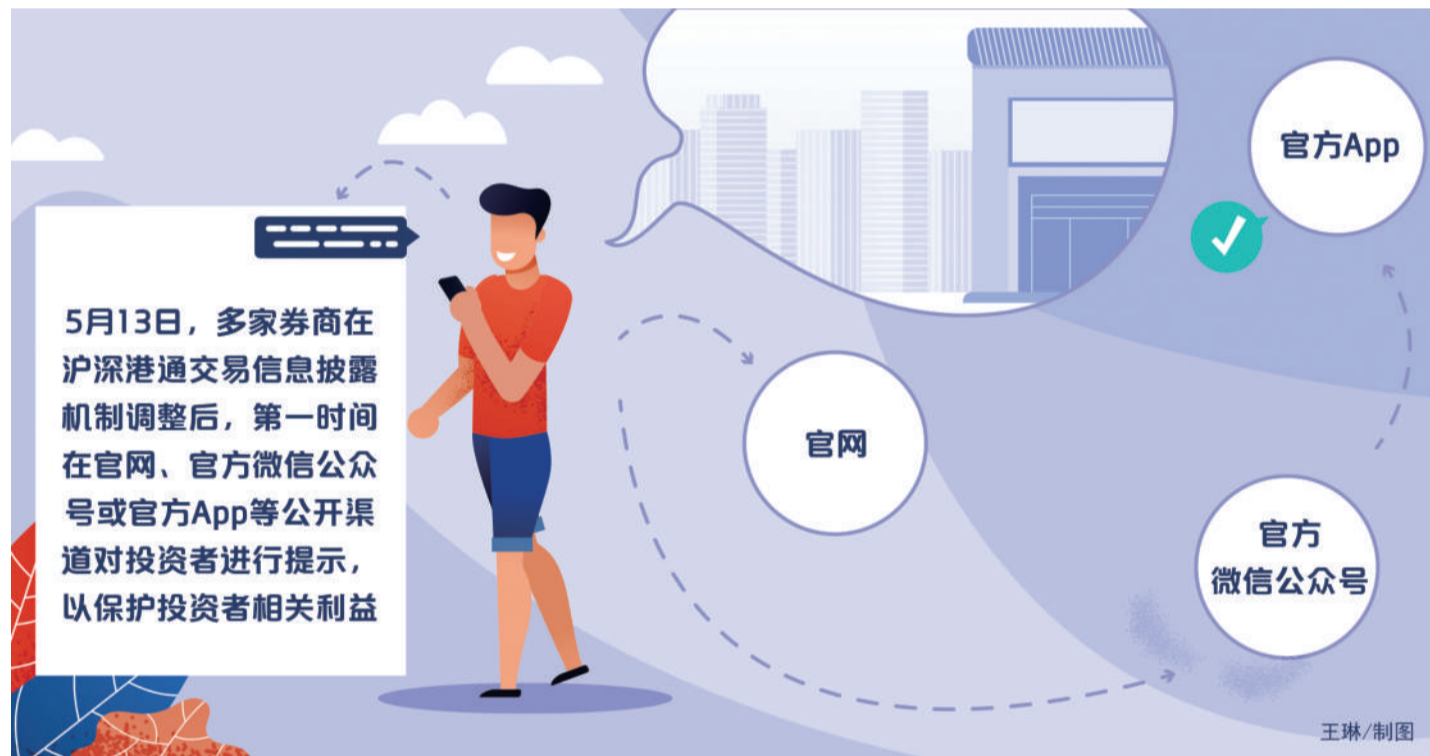 5月13日，多家券商在
沪深港通交易信息披露
机制调整后，第一时间
在官网、官方微信公众
号或官方App等公开渠
道对投资者进行提示，
以保护投资者相关利益
官方App
官网
官方
微信公众号
王琳/制图